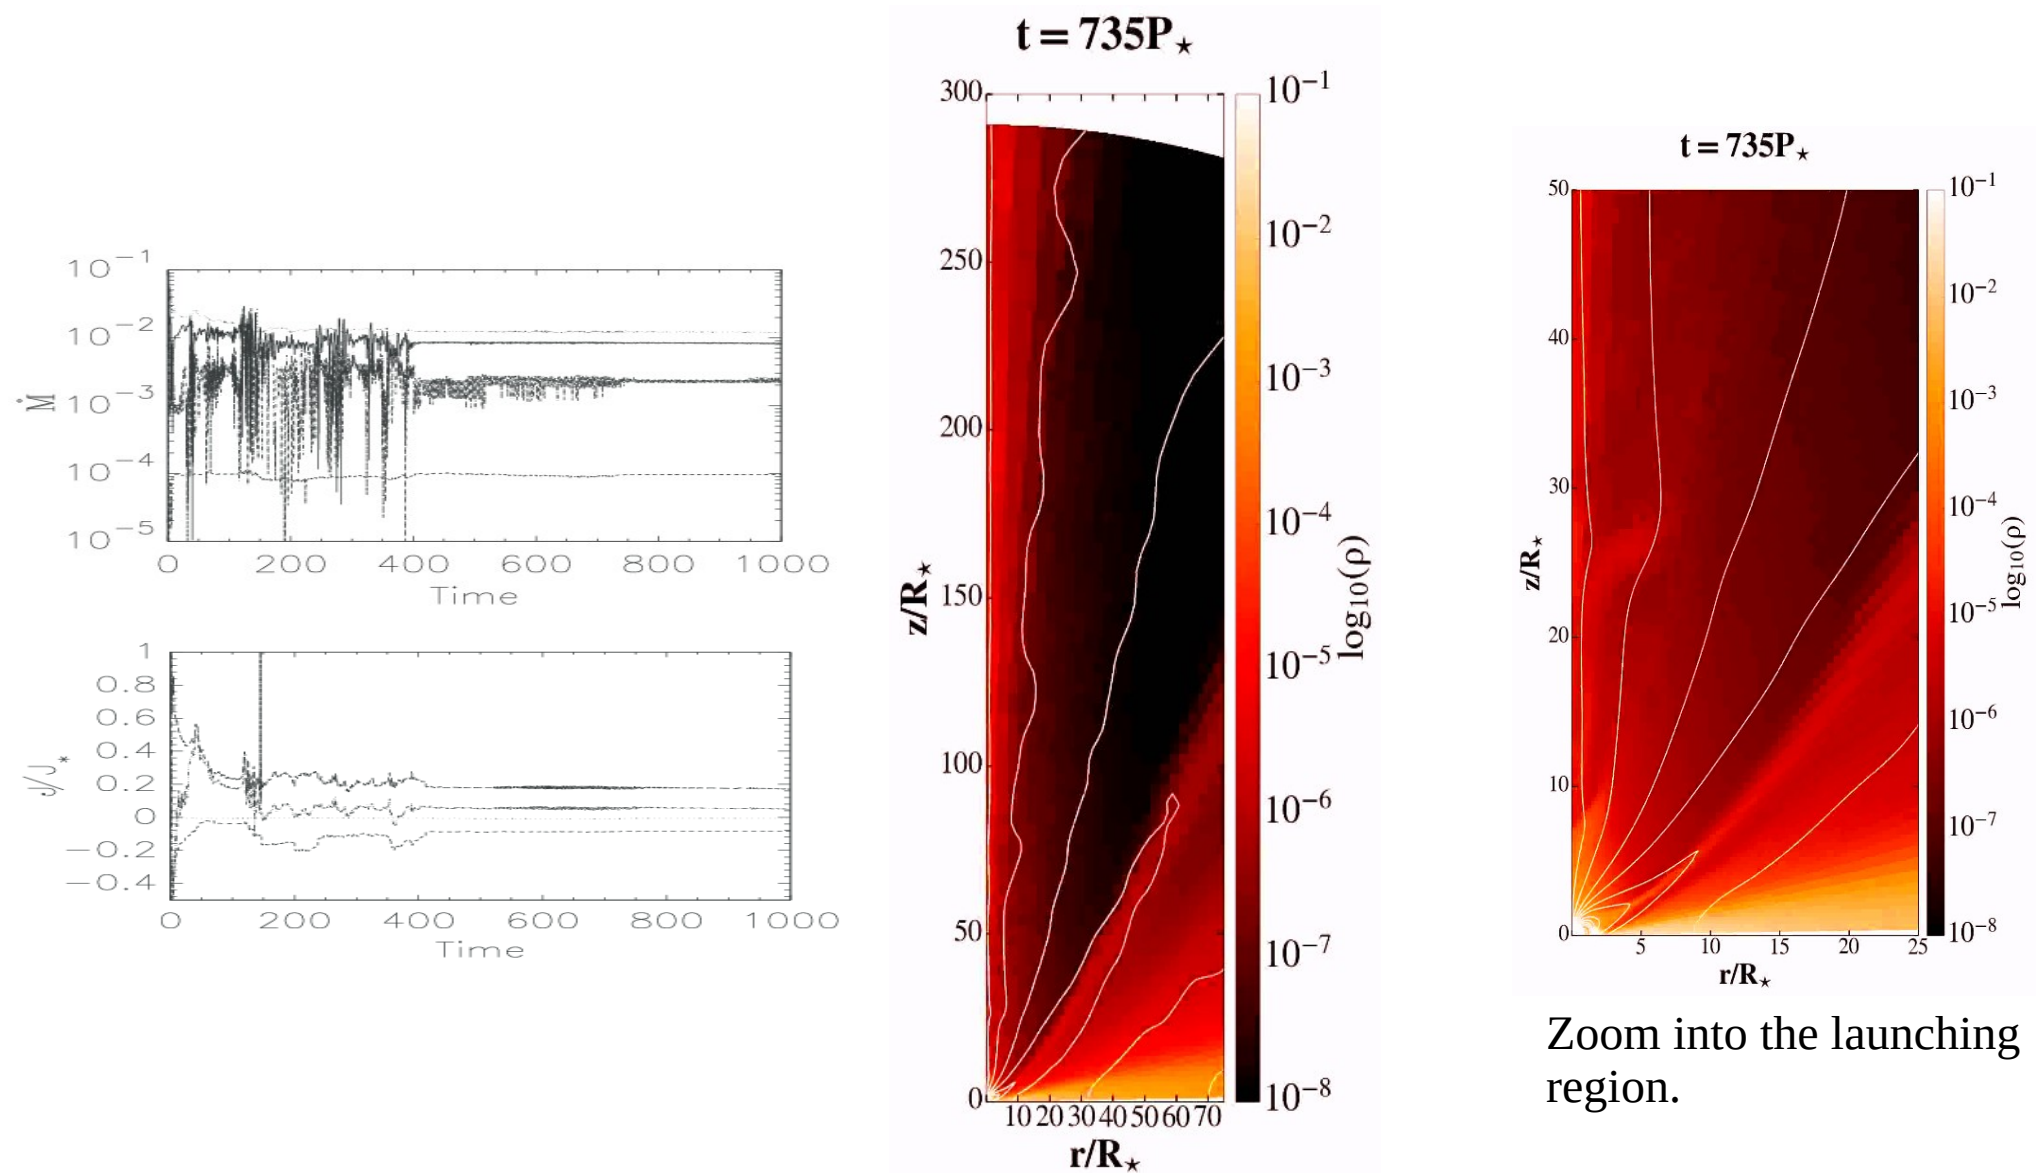 10⁻¹
10⁻²
10⁻³
10⁻⁴
10⁻⁵
Ṁ
0 200 400 600 800 1000
Time
1
0.8
0.6
0.4
0.2
0
−0.2
−0.4
J̇/J̇⋆
0 200 400 600 800 1000
Time
t = 735P⋆
300
250
200
150
100
50
0
z/R⋆
10 20 30 40 50 60 70
r/R⋆
10⁻¹
10⁻²
10⁻³
10⁻⁴
10⁻⁵
10⁻⁶
10⁻⁷
10⁻⁸
log₁₀(ρ)
t = 735P⋆
50
40
30
20
10
0
z/R⋆
5 10 15 20 25
r/R⋆
10⁻¹
10⁻²
10⁻³
10⁻⁴
10⁻⁵
10⁻⁶
10⁻⁷
10⁻⁸
log₁₀(ρ)
Zoom into the launching
region.